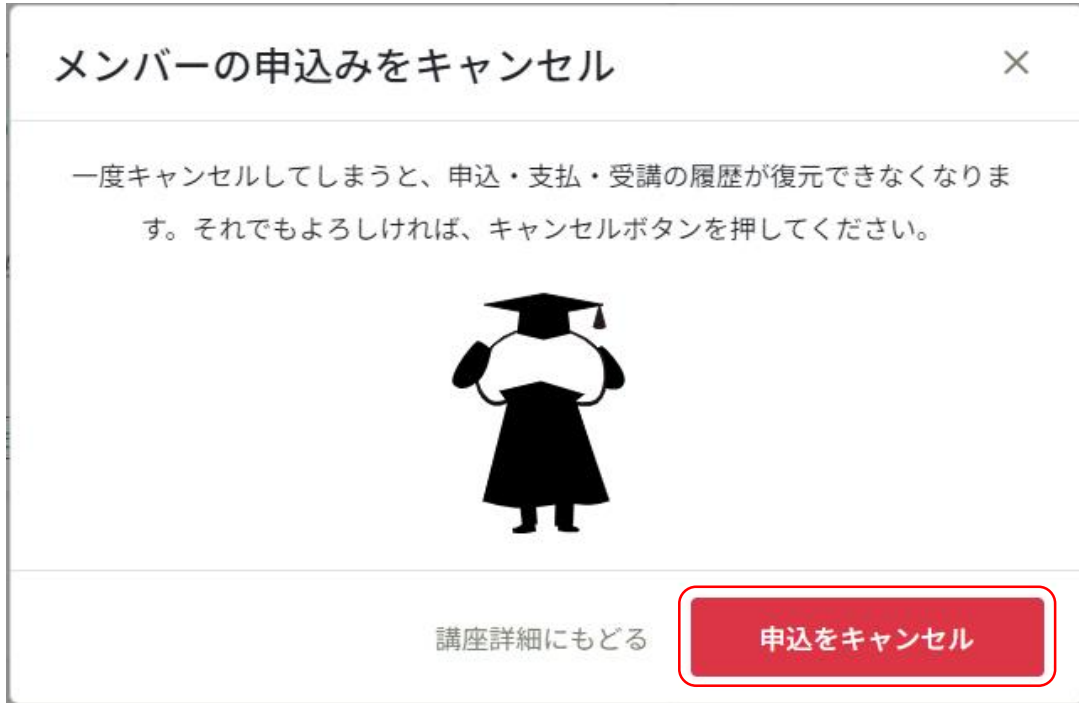 メンバーの申込みをキャンセル
一度キャンセルしてしまうと、申込・支払・受講の履歴が復元できなくなりま
す。それでもよろしければ、キャンセルボタンを押してください。
講座詳細にもどる
申込をキャンセル